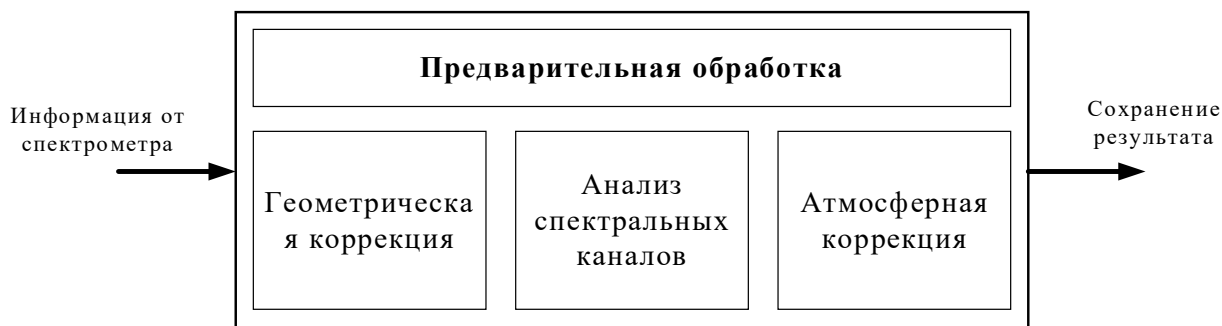 Предварительная обработка
Информация от
спектрометра
Сохранение
результата
Геометрическа
я коррекция
Анализ
спектральных
каналов
Атмосферная
коррекция